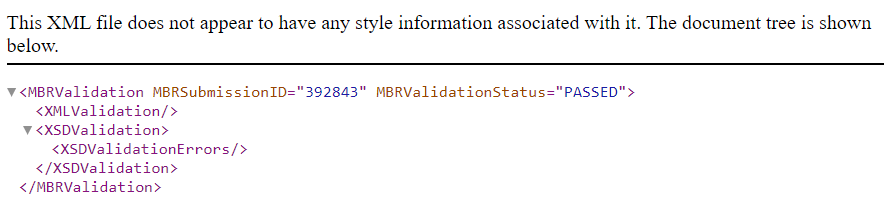 This XML file does not appear to have any style information associated with it. The document tree is shown
below.
▼<MBRValidation MBRSubmissionID="392843" MBRValidationStatus="PASSED">
<XMLValidation/>
▼<XSDValidation>
<XSDValidationErrors/>
</XSDValidation>
</MBRValidation>